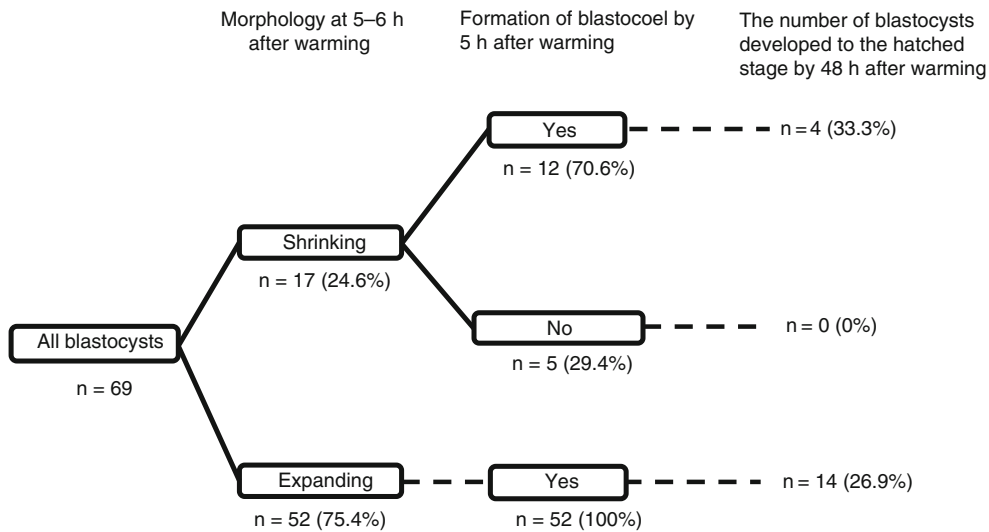 Morphology at 5–6 h
after warming
Formation of blastocoel by
5 h after warming
The number of blastocysts
developed to the hatched
stage by 48 h after warming
Yes
n = 4 (33.3%)
n = 12 (70.6%)
Shrinking
n = 17 (24.6%)
No
n = 0 (0%)
n = 5 (29.4%)
All blastocysts
n = 69
Expanding
Yes
n = 14 (26.9%)
n = 52 (75.4%)
n = 52 (100%)